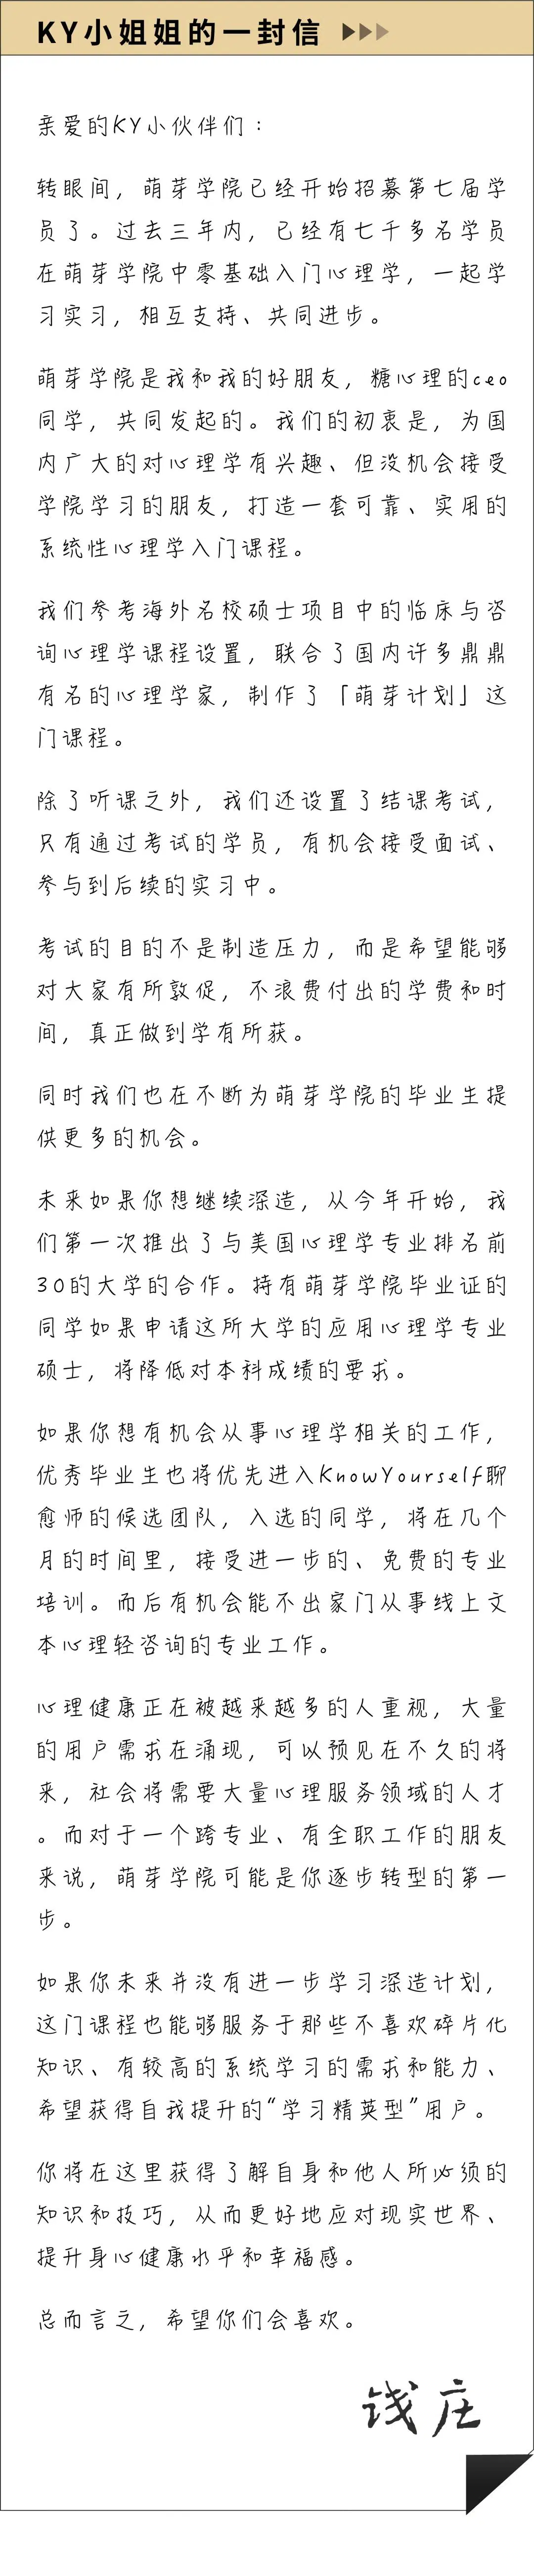 KY小姐姐的一封信
亲爱的KY小伙伴们：
转眼间，萌芽学院已经开始招募第七届学
员了。过去三年内，已经有七千多名学员
在萌芽学院中零基础入门心理学，一起学
习实习，相互支持、共同进步。
萌芽学院是我和我的好朋友，糖心理的ceo
同学，共同发起的。我们的初衷是，为国
内广大的对心理学有兴趣、但没机会接受
学院学习的朋友，打造一套可靠、实用的
系统性心理学入门课程。
我们参考海外名校硕士项目中的临床与咨
询心理学课程设置，联合了国内许多鼎鼎
有名的心理学家，制作了「萌芽计划」这
门课程。
除了听课之外，我们还设置了结课考试，
只有通过考试的学员，有机会接受面试、
参与到后续的实习中。
考试的目的不是制造压力，而是希望能够
对大家有所敦促，不浪费付出的学费和时
间，真正做到学有所获。
同时我们也在不断为萌芽学院的毕业生提
供更多的机会。
未来如果你想继续深造，从今年开始，我
们第一次推出了与美国心理学专业排名前
30的大学的合作。持有萌芽学院毕业证的
同学如果申请这所大学的应用心理学专业
硕士，将降低对本科成绩的要求。
如果你想有机会从事心理学相关的工作，
优秀毕业生也将优先进入KnowYourself聊
愈师的候选团队，入选的同学，将在几个
月的时间里，接受进一步的、免费的专业
培训。而后有机会能不出家门从事线上文
本心理轻咨询的专业工作。
心理健康正在被越来越多的人重视，大量
的用户需求在涌现，可以预见在不久的将
来，社会将需要大量心理服务领域的人才
。而对于一个跨专业、有全职工作的朋友
来说，萌芽学院可能是你逐步转型的第一
步。
如果你未来并没有进一步学习深造计划，
这门课程也能够服务于那些不喜欢碎片化
知识、有较高的系统学习的需求和能力、
希望获得自我提升的“学习精英型”用户。
你将在这里获得了解自身和他人所必须的
知识和技巧，从而更好地应对现实世界、
提升身心健康水平和幸福感。
总而言之，希望你们会喜欢。
钱庄